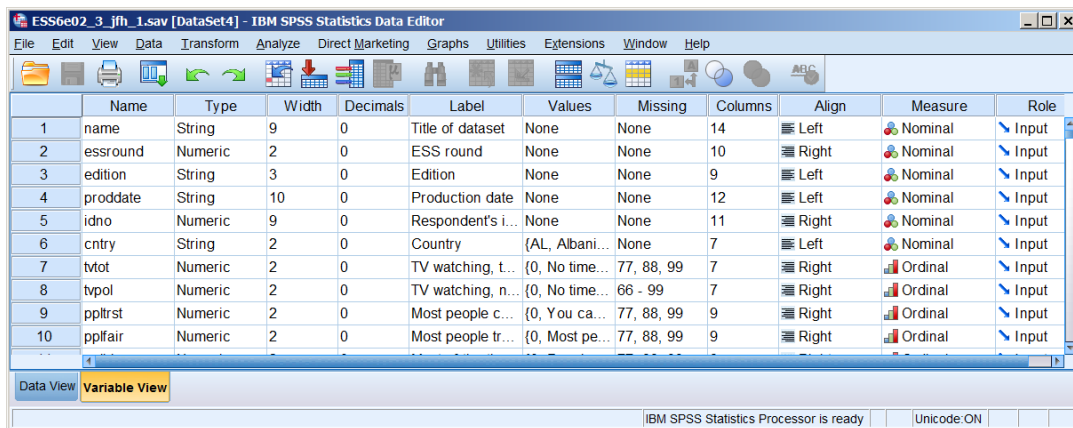 ESS6e02_3_jfh_1.sav [DataSet4] - IBM SPSS Statistics Data Editor
File Edit View Data Transform Analyze Direct Marketing Graphs Utilities Extensions Window Help
Name Type Width Decimals Label Values Missing Columns Align Measure Role
1 name String 9 0 Title of dataset None None 14 Left Nominal Input
2 essround Numeric 2 0 ESS round None None 10 Right Nominal Input
3 edition String 3 0 Edition None None 9 Left Nominal Input
4 proddate String 10 0 Production date None None 12 Left Nominal Input
5 idno Numeric 9 0 Respondent's i... None None 11 Right Nominal Input
6 cntry String 2 0 Country {AL, Albani... None 7 Left Nominal Input
7 tvtot Numeric 2 0 TV watching, t... {0, No time... 77, 88, 99 7 Right Ordinal Input
8 tvpol Numeric 2 0 TV watching, n... {0, No time... 66 - 99 7 Right Ordinal Input
9 ppltrst Numeric 2 0 Most people c... {0, You ca... 77, 88, 99 9 Right Ordinal Input
10 pplfair Numeric 2 0 Most people tr... {0, Most pe... 77, 88, 99 9 Right Ordinal Input
Data View Variable View
IBM SPSS Statistics Processor is ready Unicode:ON